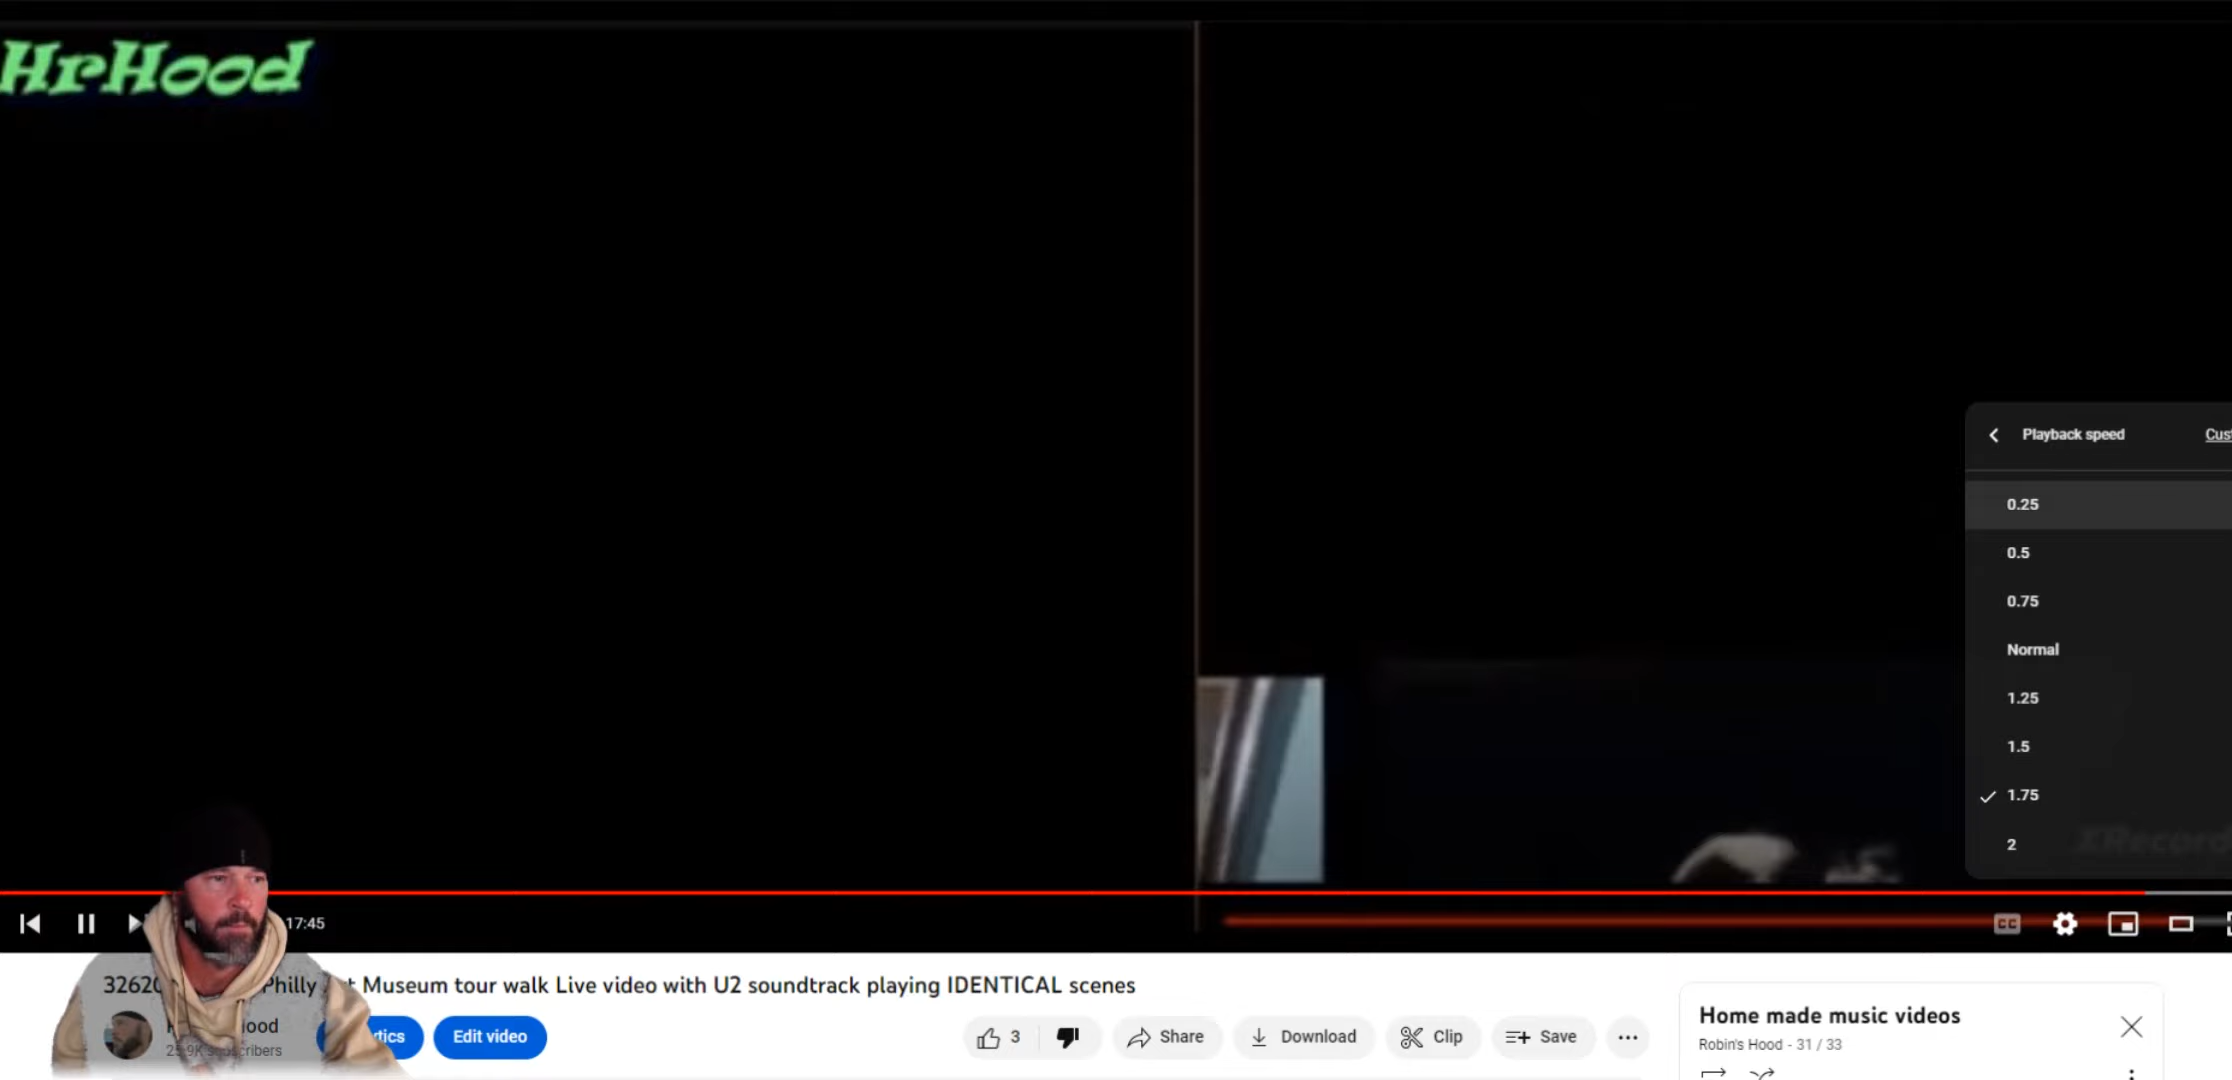 HrHood
Playback speed
0.25
0.5
0.75
Normal
1.25
1.5
1.75
2
17:45
CC
Museum tour walk Live video with U2 soundtrack playing IDENTICAL scenes
Edit video
3
Share
Download
Clip
Save
Home made music videos
Robin's Hood - 31 / 33